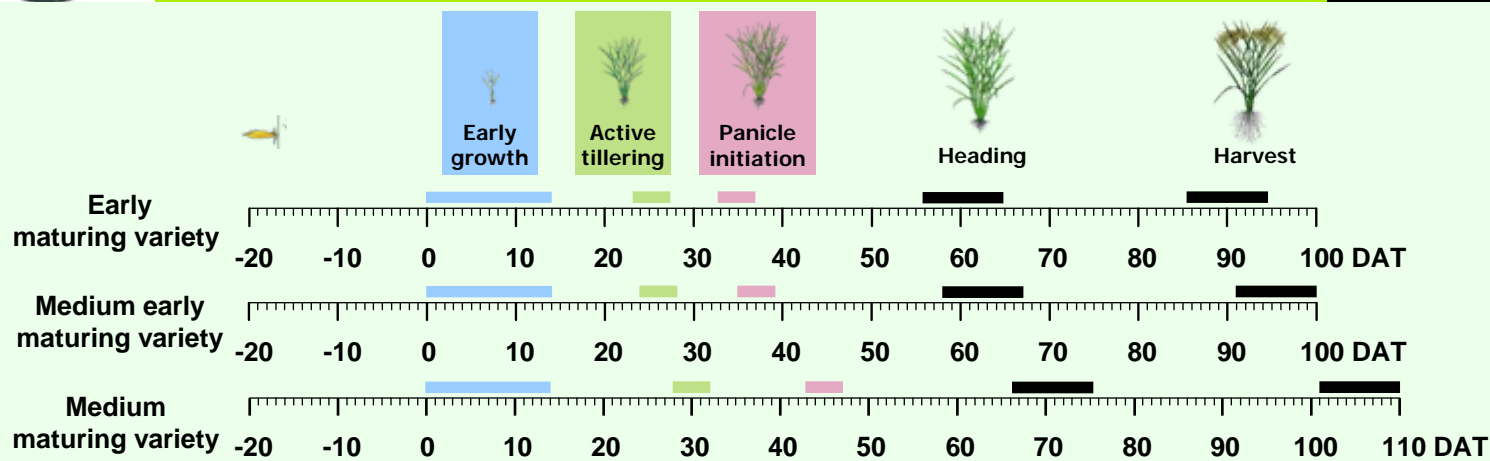 Early
growth
Active
tillering
Panicle
initiation
Heading
Harvest
Early
maturing variety
-20 -10 0 10 20 30 40 50 60 70 80 90 100 DAT
Medium early
maturing variety
-20 -10 0 10 20 30 40 50 60 70 80 90 100 DAT
Medium
maturing variety
-20 -10 0 10 20 30 40 50 60 70 80 90 100 110 DAT